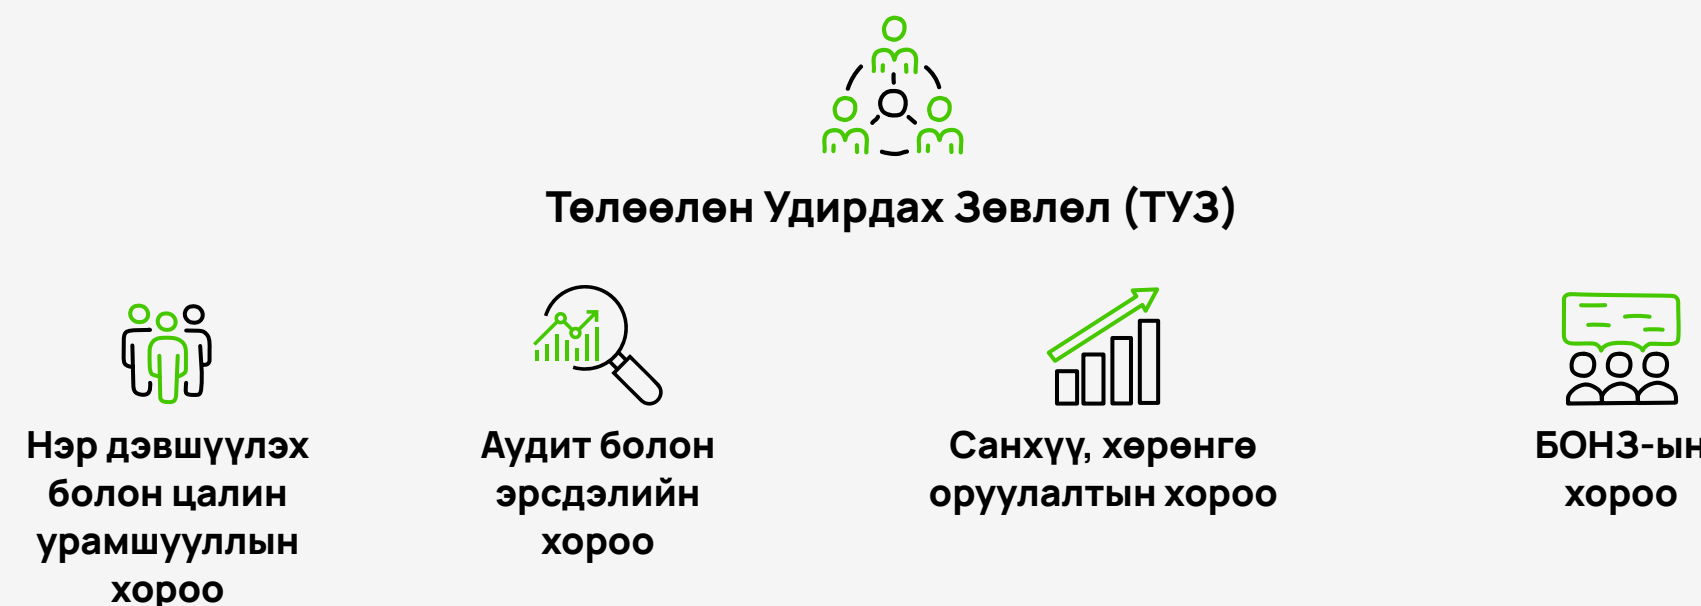 Төлөөлөн Удирдах Зөвлөл (ТУЗ)
Нэр дэвшүүлэх
болон цалин
урамшууллын
хороо
Аудит болон
эрсдэлийн
хороо
Санхүү, хөрөнгө
оруулалтын хороо
БОНЗ-ын
хороо